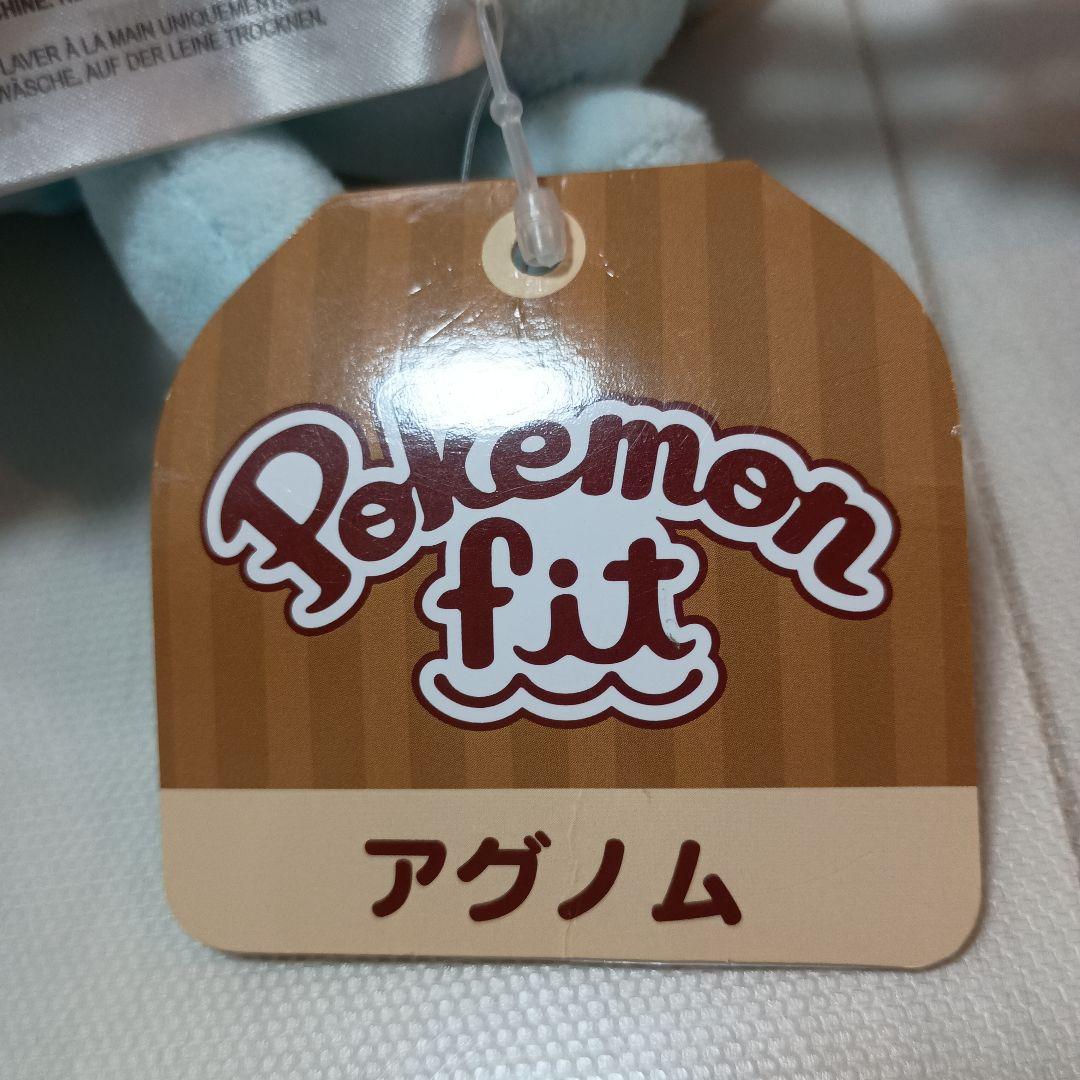 LAVER À LA MAIN UNIQUEMENT,
WÄSCHE, AUF DER LEINE TROCKNEN.
Pokemon
fit
アグノム